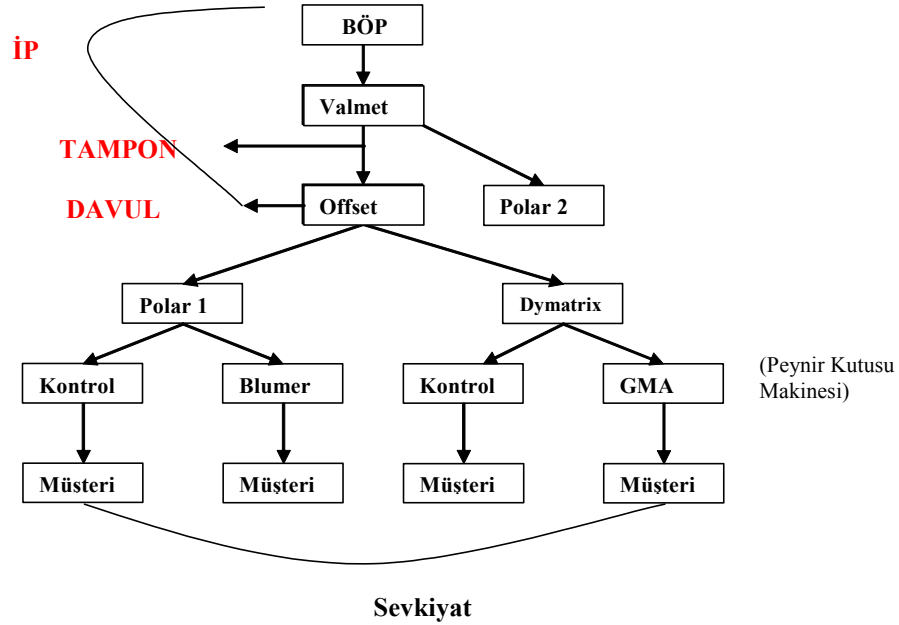 BÖP
İP
Valmet
TAMPON
DAVUL
Offset
Polar 2
Polar 1
Dymatrix
Kontrol
Blumer
Kontrol
GMA
(Peynir Kutusu
Makinesi)
Müsteri
Müşteri
Müşteri
Müşteri
Sevkiyat